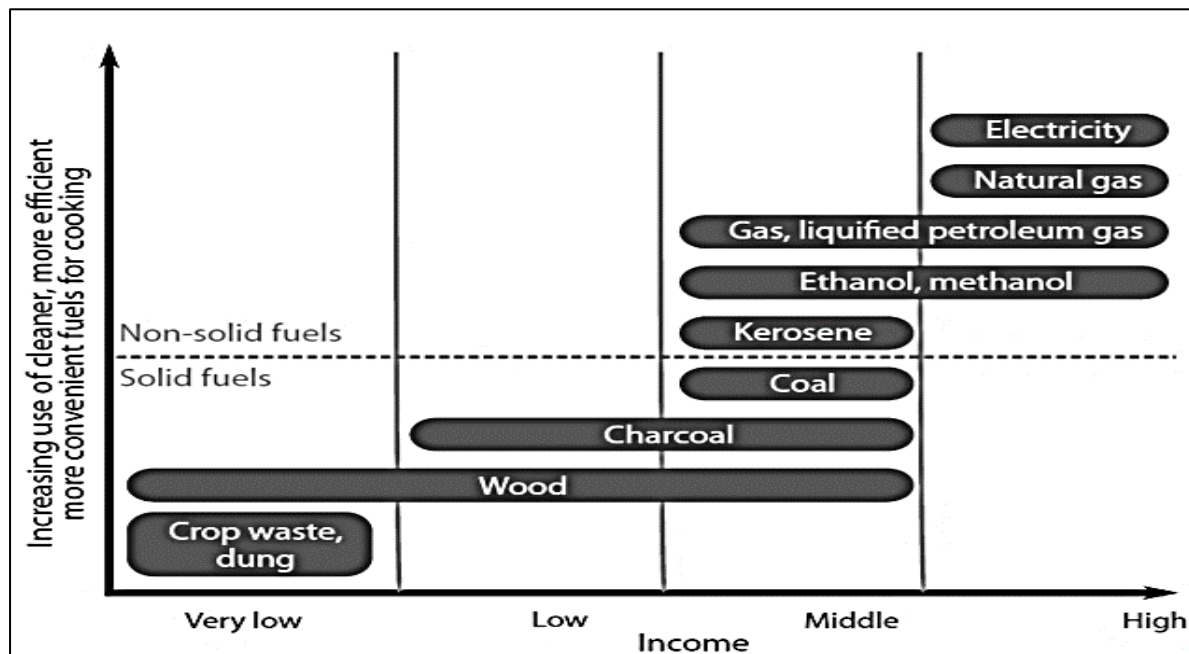 Increasing use of cleaner, more efficient
more convenient fuels for cooking
Electricity
Natural gas
Gas, liquified petroleum gas
Ethanol, methanol
Non-solid fuels
Kerosene
Solid fuels
Coal
Charcoal
Wood
Crop waste,
dung
Very low
Low
Middle
High
Income